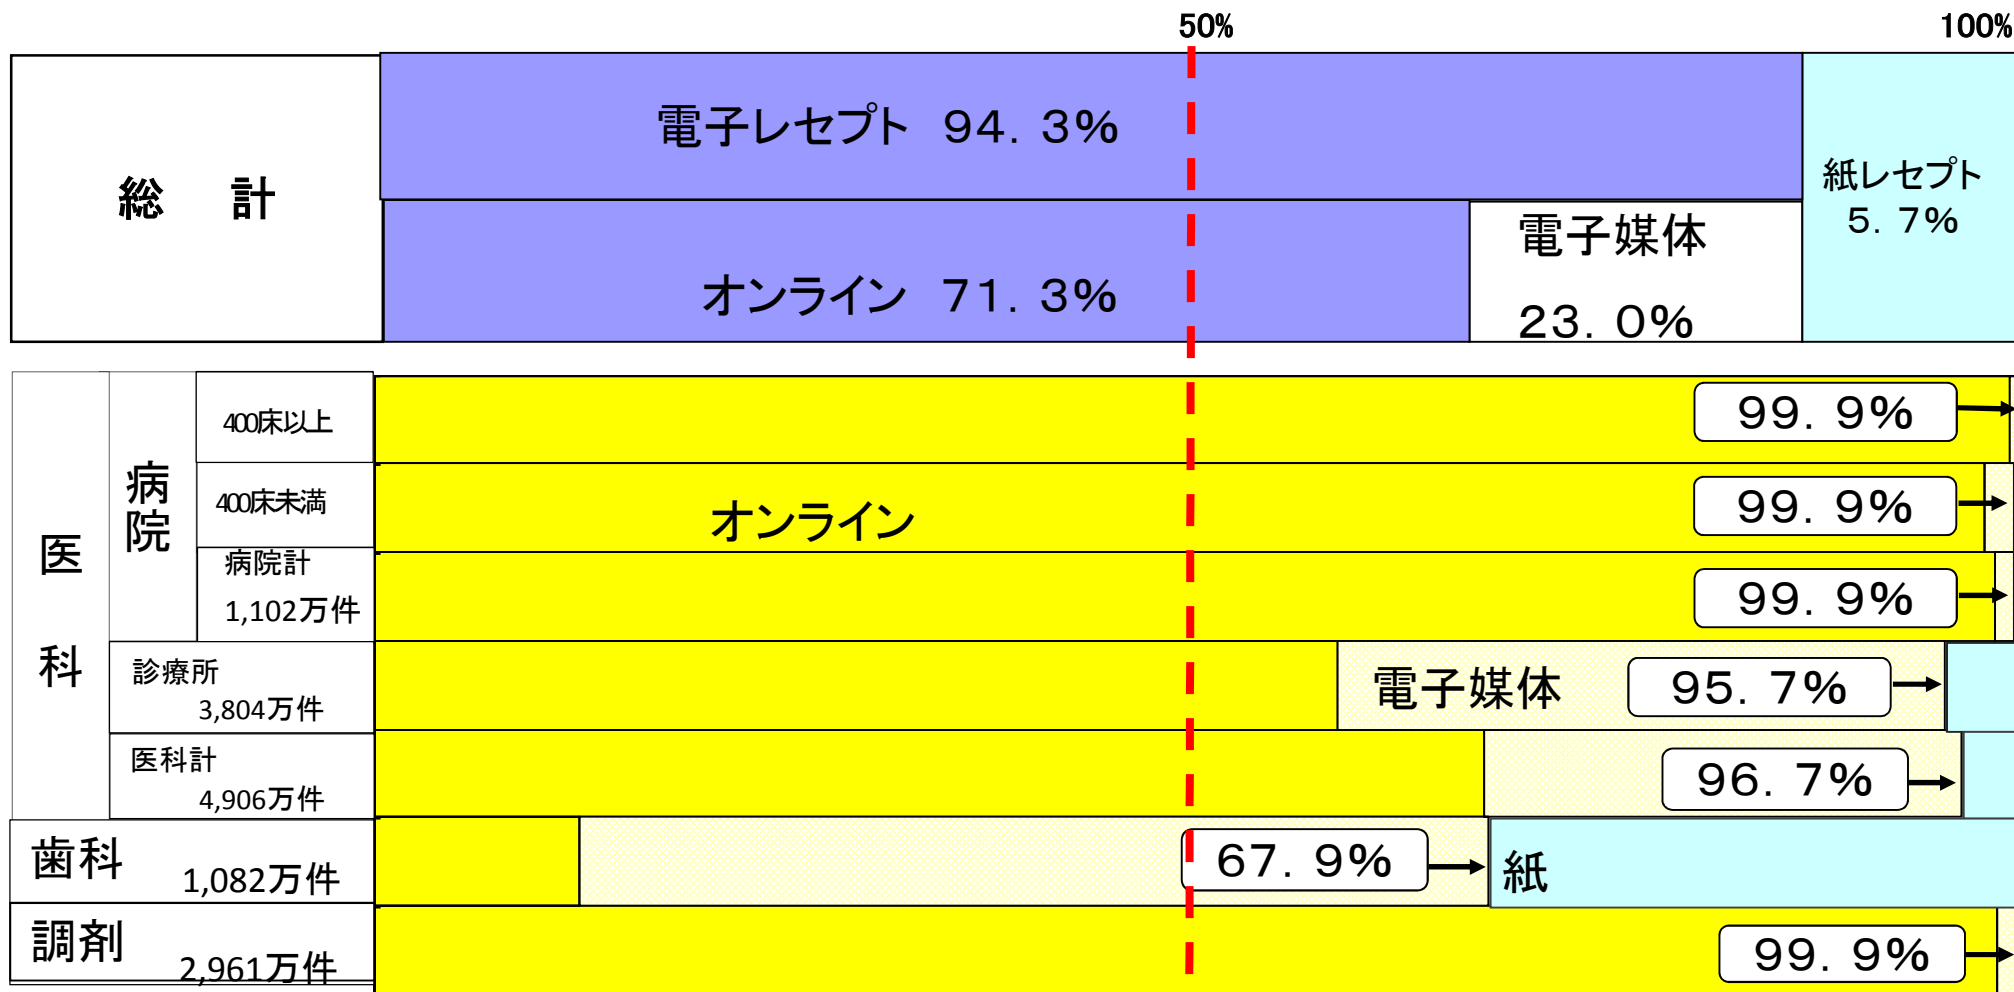 50%
100%
総 計
電子レセプト 94.3%
オンライン 71.3%
電子媒体
23.0%
紙レセプト
5.7%
医科
病院
400床以上
99.9%
400床未満
オンライン
99.9%
病院計
1,102万件
99.9%
診療所
3,804万件
電子媒体
95.7%
医科計
4,906万件
96.7%
歯科
1,082万件
67.9%
紙
調剤
2,961万件
99.9%